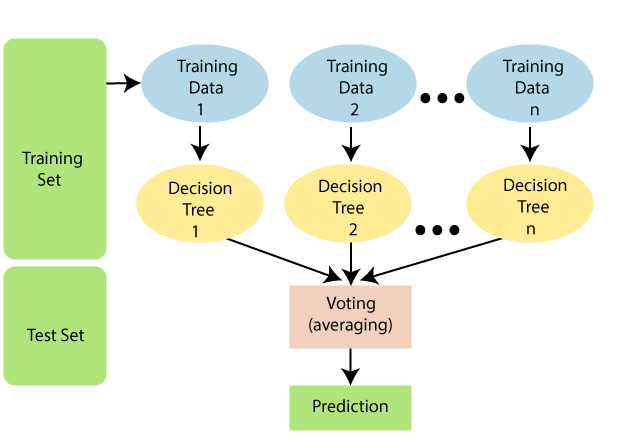 Training
Set
Test Set
Training
Data
1
Training
Data
2
Training
Data
n
Decision
Tree
1
Decision
Tree
2
Decision
Tree
n
Voting
(averaging)
Prediction